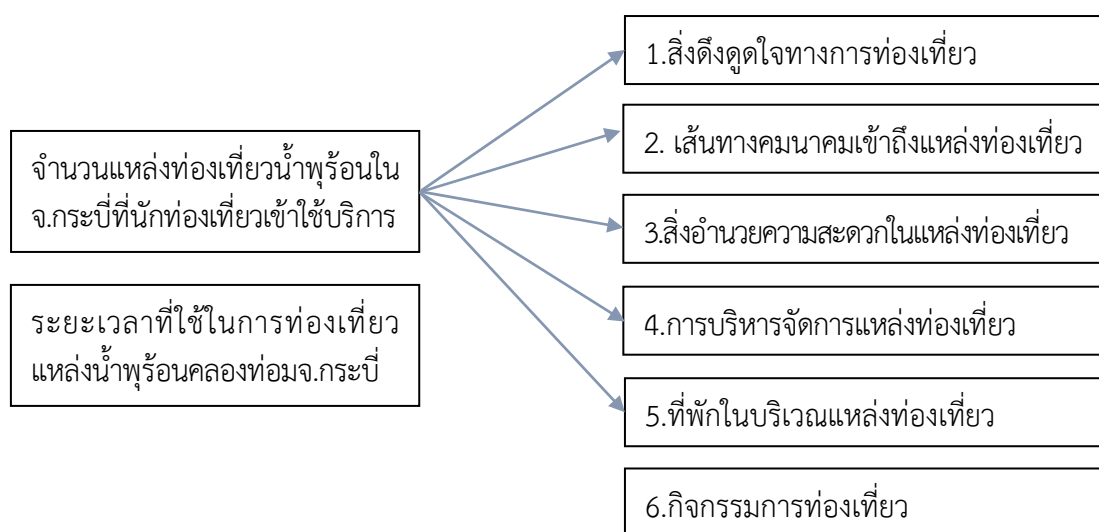 จำนวนแหล่งท่องเที่ยวน้ำพุร้อนใน
จ.กระบี่ที่นักท่องเที่ยวเข้าใช้บริการ
ระยะเวลาที่ใช้ในการท่องเที่ยว
แหล่งน้ำพุร้อนคลองท่อมจ.กระบี่
1.สิ่งดึงดูดใจทางการท่องเที่ยว
2. เส้นทางคมนาคมเข้าถึงแหล่งท่องเที่ยว
3.สิ่งอำนวยความสะดวกในแหล่งท่องเที่ยว
4.การบริหารจัดการแหล่งท่องเที่ยว
5.ที่พักในบริเวณแหล่งท่องเที่ยว
6.กิจกรรมการท่องเที่ยว